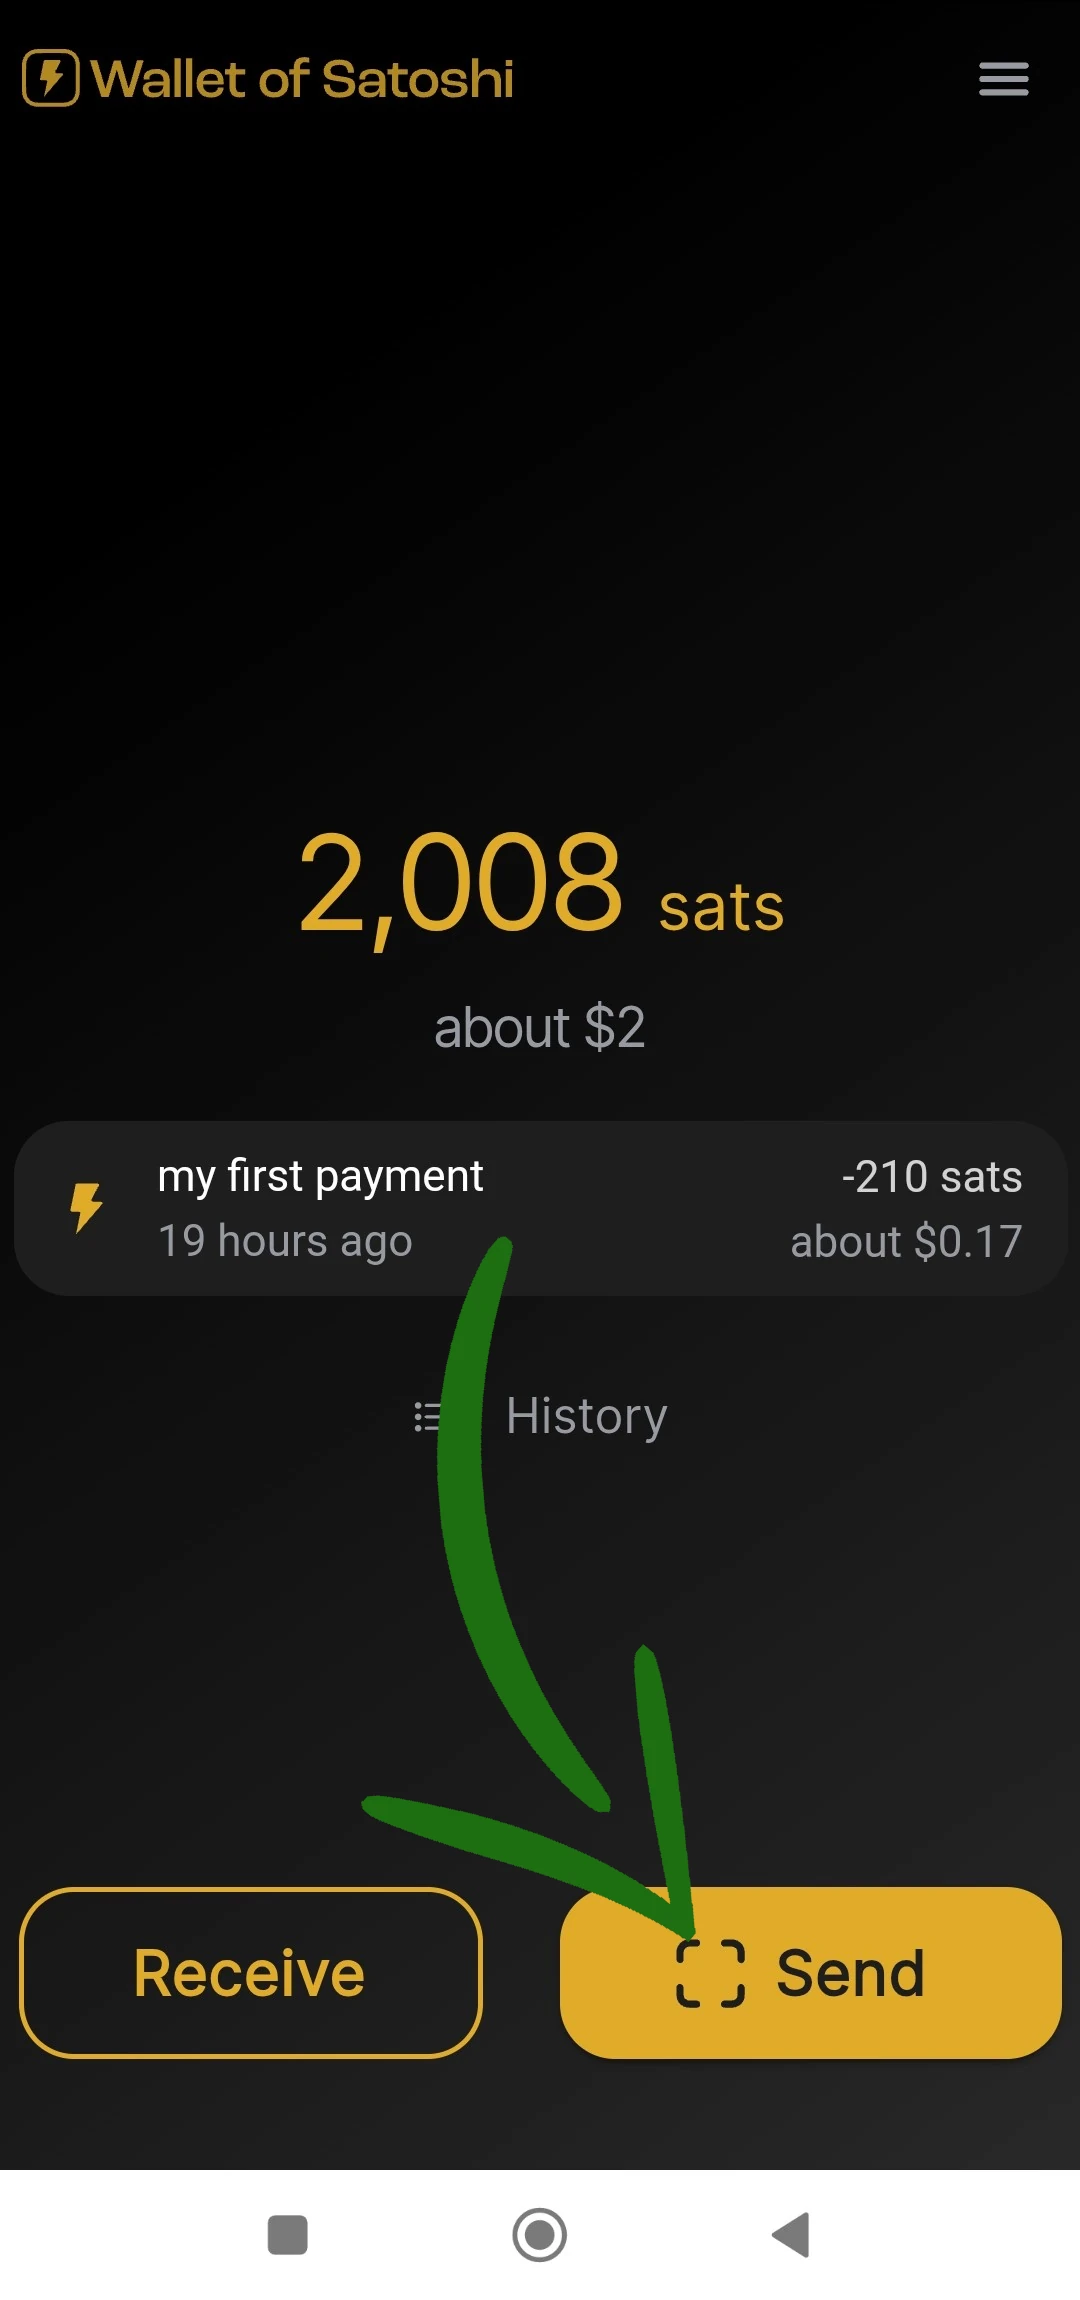 Wallet of Satoshi
2,008 sats
about $2
my first payment
-210 sats
19 hours ago
about $0.17
History
Receive
Send